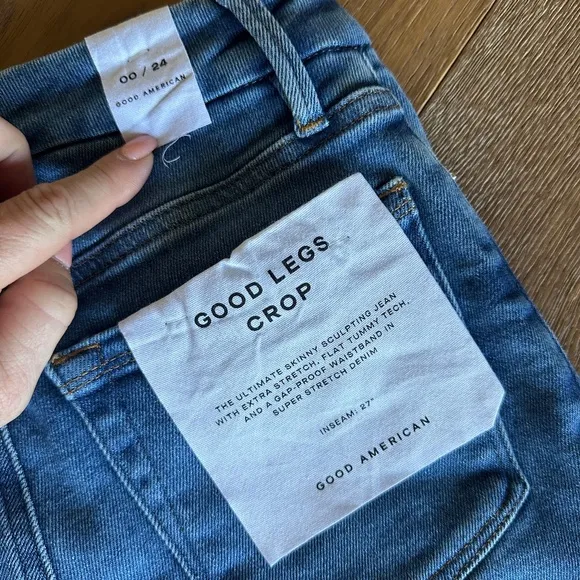 00 / 24
GOOD AMERICAN
GOOD LEGS
CROP
THE ULTIMATE SKINNY SCULPTING JEAN
WITH EXTRA STRETCH, FLAT TUMMY TECH,
AND A GAP-PROOF WAISTBAND IN
SUPER STRETCH DENIM
INSEAM: 27"
GOOD AMERICAN